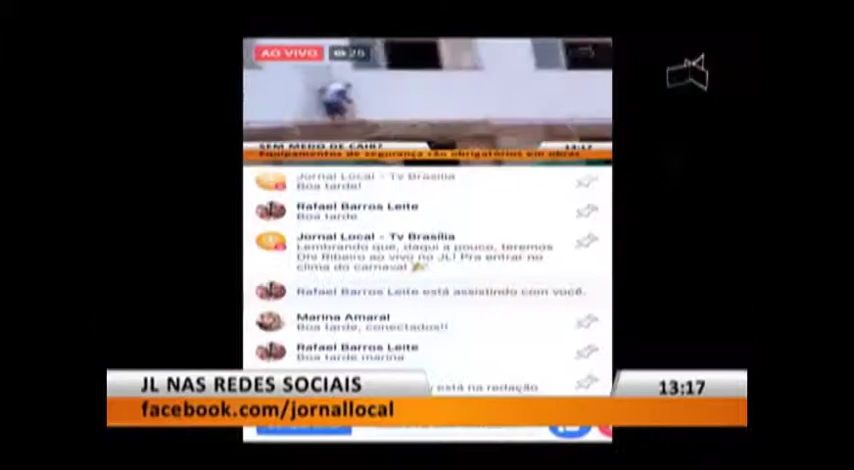 AO VIVO 25
SEM MEDO DE CAIR? 13:17
Equipamentos de segurança são obrigatórios em obras
Jornal Local - Tv Brasília
Boa tarde!
Rafael Barros Leite
Boa tarde
Jornal Local - Tv Brasília
Lembrando que, daqui a pouco, teremos
Dhi Ribeiro ao vivo no JL! Pra entrar no
clima do carnaval
Rafael Barros Leite está assistindo com você.
Marina Amaral
Boa tarde, conectados!!
Rafael Barros Leite
Boa tarde marina
está na redação
JL NAS REDES SOCIAIS 13:17
facebook.com/jornallocal